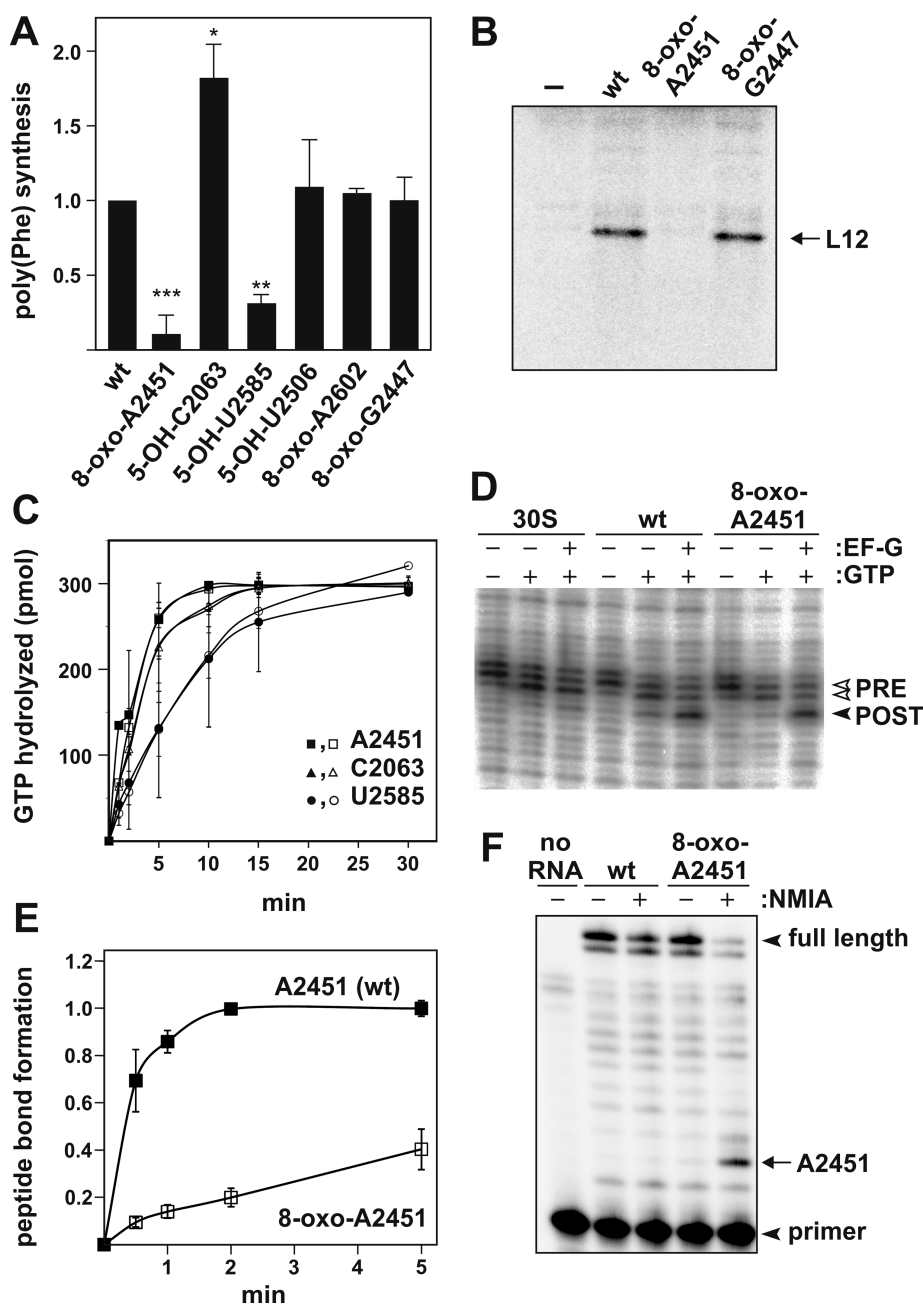 A
poly(Phe) synthesis
2.0
1.5
1.0
0.5
*
***
**
wt
8-oxo-A2451
5-OH-C2063
5-OH-U2585
5-OH-U2506
8-oxo-A2602
8-oxo-G2447
B
–
wt
8-oxo-
A2451
8-oxo-
G2447
L12
C
GTP hydrolyzed (pmol)
300
200
100
A2451
C2063
U2585
5 10 15 20 25 30
min
D
30S wt 8-oxo-
A2451
– – + – – + – – + :EF-G
– + + – + + – + + :GTP
PRE
POST
E
peptide bond formation
1.2
1.0
0.8
0.6
0.4
0.2
A2451 (wt)
8-oxo-A2451
1 2 3 4 5
min
F
no
RNA wt 8-oxo-
A2451
– – + – + :NMIA
full length
A2451
primer